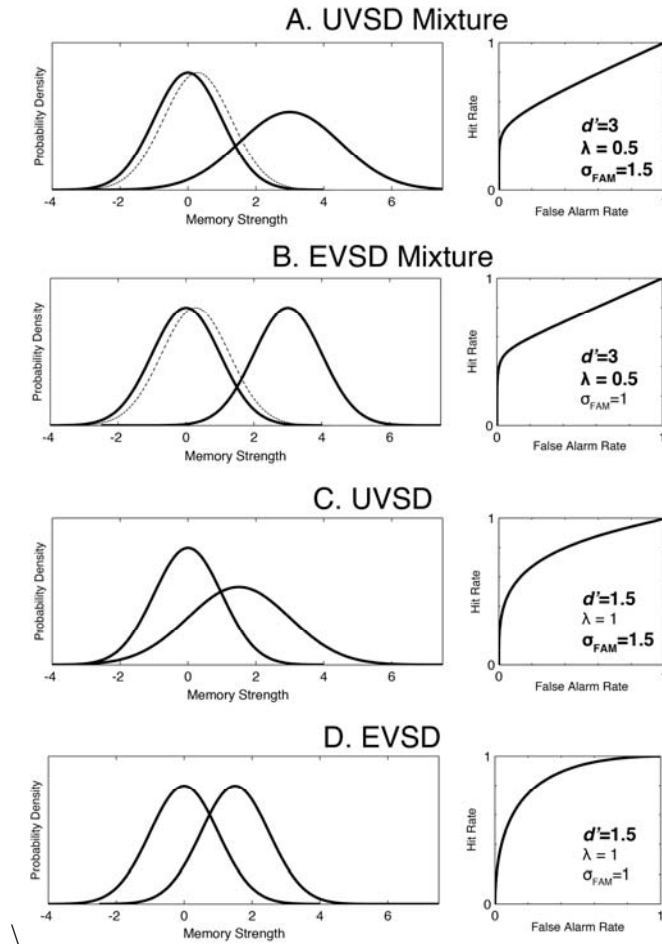 A. UVSD Mixture
Probability Density
-4 -2 0 2 4 6
Memory Strength
Hit Rate
1
0
d'=3
λ = 0.5
σFAM=1.5
0 1
False Alarm Rate
B. EVSD Mixture
Probability Density
-4 -2 0 2 4 6
Memory Strength
Hit Rate
1
0
d'=3
λ = 0.5
σFAM=1
0 1
False Alarm Rate
C. UVSD
Probability Density
-4 -2 0 2 4 6
Memory Strength
Hit Rate
1
0
d'=1.5
λ = 1
σFAM=1.5
0 1
False Alarm Rate
D. EVSD
Probability Density
-4 -2 0 2 4 6
Memory Strength
Hit Rate
1
0
d'=1.5
λ = 1
σFAM=1
0 1
False Alarm Rate
\